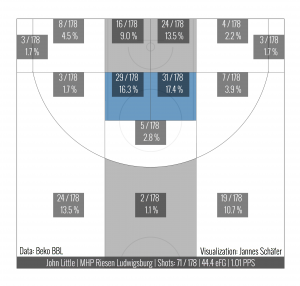 8 / 178 16 / 178 24 / 178 4 / 178
4.5 % 9.0 % 13.5 % 2.2 %
3 / 178 3 / 178
1.7 % 1.7 %
3 / 178 29 / 178 31 / 178 7 / 178
1.7 % 16.3 % 17.4 % 3.9 %
5 / 178
2.8 %
24 / 178 2 / 178 19 / 178
13.5 % 1.1 % 10.7 %
Data: Beko BBL Visualization: Jannes Schäfer
John Little | MHP Riesen Ludwigsburg | Shots: 71 / 178 | 44.4 eFG | 1.01 PPS